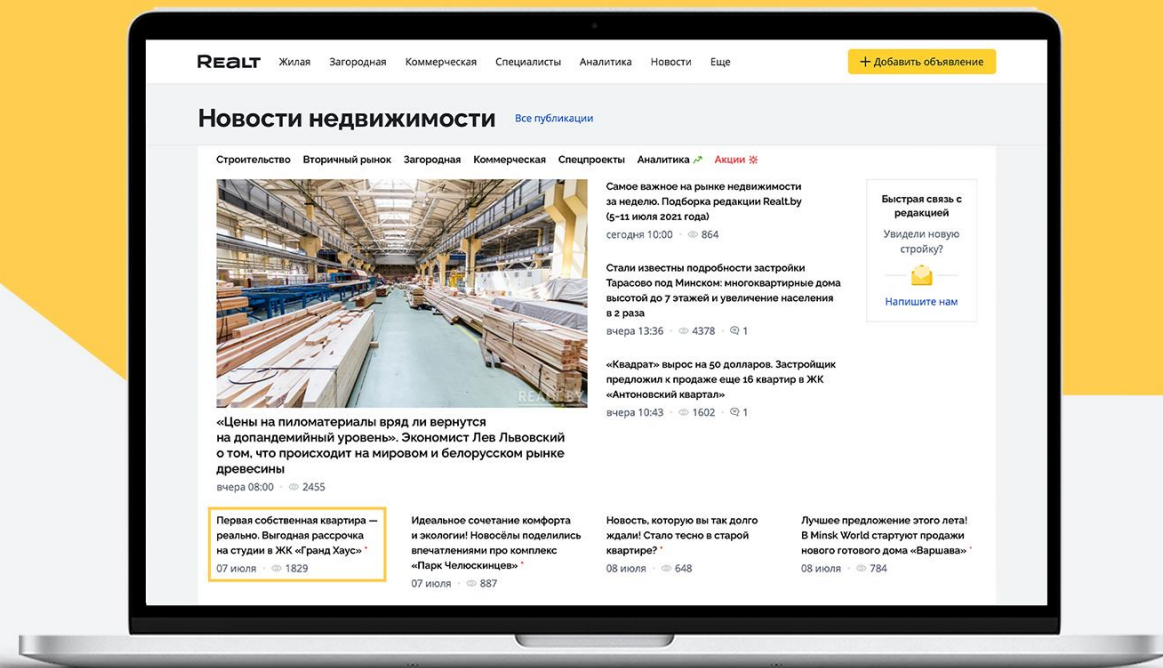 Realt Жилая Загородная Коммерческая Специалисты Аналитика Новости Еще + Добавить объявление
Новости недвижимости Все публикации
Строительство Вторичный рынок Загородная Коммерческая Спецпроекты Аналитика Акции
REALT.BY
«Цены на пиломатериалы вряд ли вернутся
на допандемийный уровень». Экономист Лев Львовский
о том, что происходит на мировом и белорусском рынке
древесины
вчера 08:00 · 2455
Самое важное на рынке недвижимости
за неделю. Подборка редакции Realt.by
(5–11 июля 2021 года)
сегодня 10:00 · 864
Стали известны подробности застройки
Тарасово под Минском: многоквартирные дома
высотой до 7 этажей и увеличение населения
в 2 раза
вчера 13:36 · 4378 · 1
«Квадрат» вырос на 50 долларов. Застройщик
предложил к продаже еще 16 квартир в ЖК
«Антоновский квартал»
вчера 10:43 · 1602 · 1
Быстрая связь с
редакцией
Увидели новую
стройку?
Напишите нам
Первая собственная квартира —
реально. Выгодная рассрочка
на студии в ЖК «Гранд Хаус» *
07 июля · 1829
Идеальное сочетание комфорта
и экологии! Новосёлы поделились
впечатлениями про комплекс
«Парк Челюскинцев» *
07 июля · 887
Новость, которую вы так долго
ждали! Стало тесно в старой
квартире? *
08 июля · 648
Лучшее предложение этого лета!
В Minsk World стартуют продажи
нового готового дома «Варшава» *
08 июля · 784